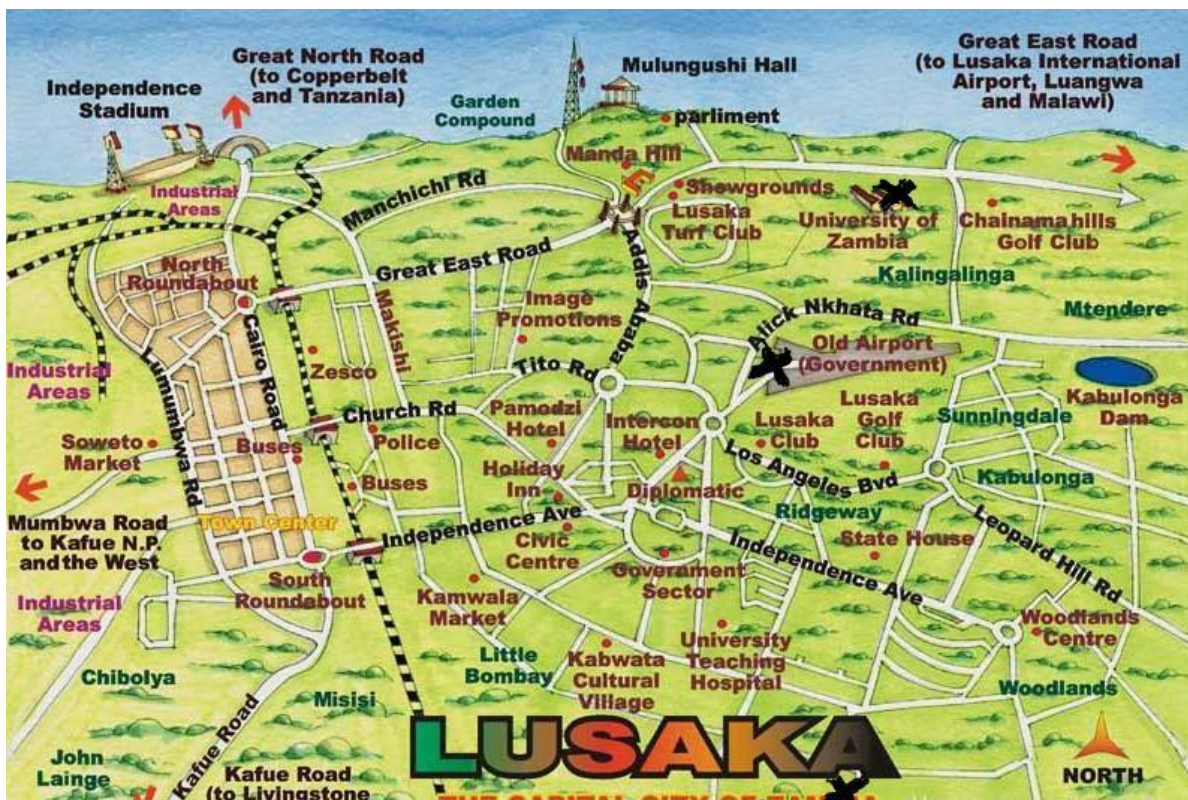 Great North Road
(to Copperbelt
and Tanzania)
Great East Road
(to Lusaka International
Airport, Luangwa
and Malawi)
Independence
Stadium
Mulungushi Hall
Garden
Compound
parliment
Manda Hill
Industrial
Areas
Manchichi Rd
Showgrounds
Lusaka
Turf Club
University of
Zambia
Chainama hills
Golf Club
North
Roundabout
Great East Road
Addis Ababa
Kalingalinga
Mtendere
Makishi
Image
Promotions
Alick Nkhata Rd
Cairo Road
Old Airport
(Government)
Industrial
Areas
Lumumbwa Rd
Zesco
Tito Rd
Kabulonga
Dam
Church Rd
Pamodzi
Hotel
Intercon
Hotel
Lusaka
Club
Lusaka
Golf
Club
Sunningdale
Soweto
Market
Buses
Police
Los Angeles Bvd
Kabulonga
Buses
Holiday
Inn
Diplomatic
Ridgeway
Mumbwa Road
to Kafue N.P.
and the West
Town Center
Independence Ave
Civic
Centre
State House
Leopard Hill Rd
Independence Ave
South
Roundabout
Government
Sector
Industrial
Areas
Kamwala
Market
Woodlands
Centre
University
Teaching
Hospital
Little
Bombay
Kabwata
Cultural
Village
Chibolya
Misisi
Woodlands
LUSAKA
Kafue Road
John
Lainge
Kafue Road
(to Livingstone
NORTH
THE CAPITAL CITY OF ZAMBIA